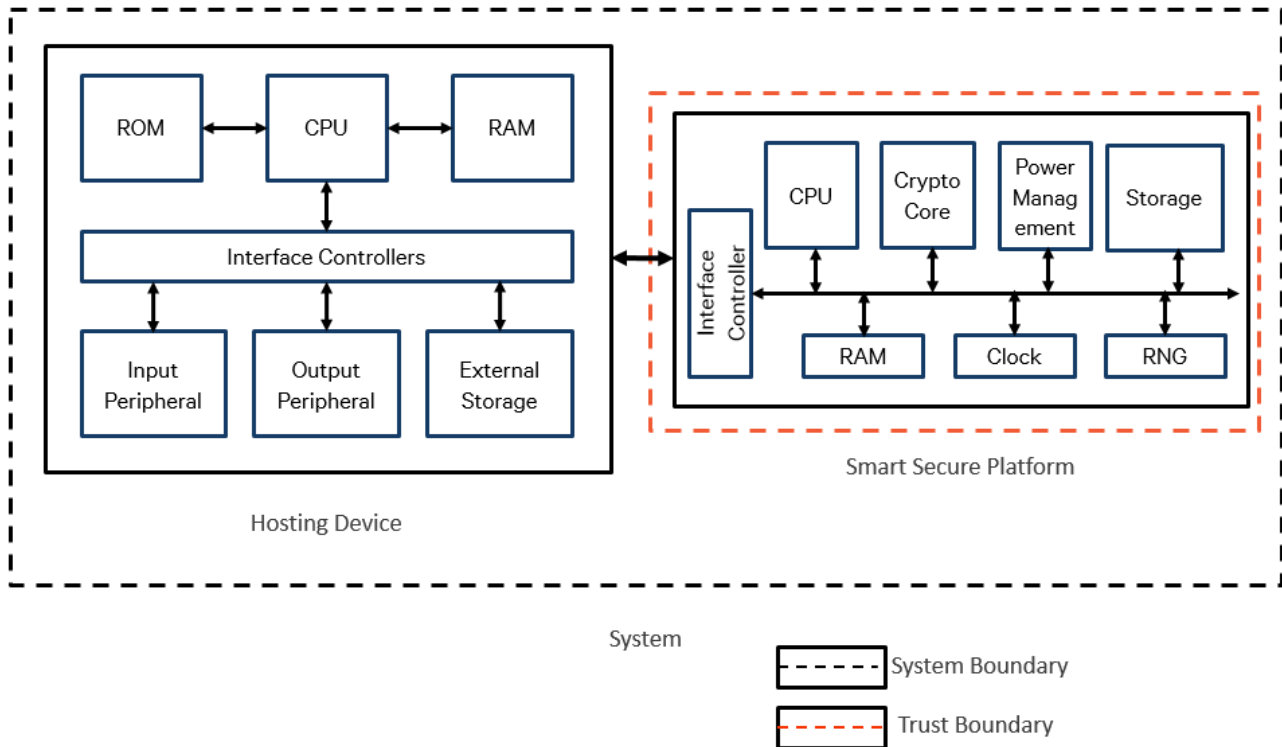 ROM
CPU
RAM
Interface Controllers
Input
Peripheral
Output
Peripheral
External
Storage
Hosting Device
Interface
Controller
CPU
Crypto
Core
Power
Manag
ement
Storage
RAM
Clock
RNG
Smart Secure Platform
System
System Boundary
Trust Boundary